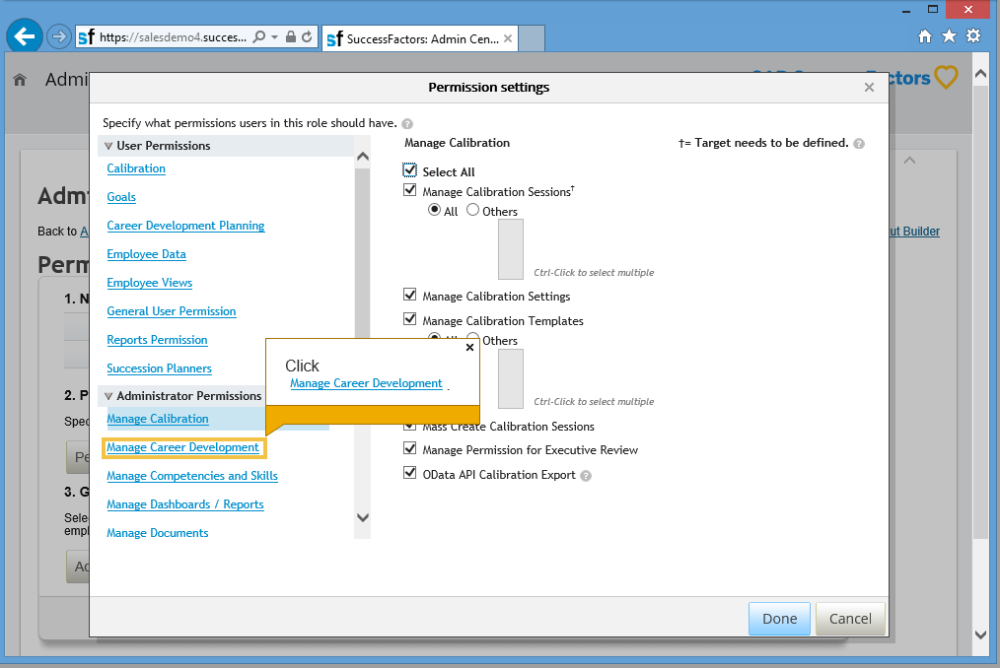 https://salesdemo4.succes...
SuccessFactors: Admin Cen...
Admi
ctors
Permission settings
Specify what permissions users in this role should have.
User Permissions
Calibration
Goals
Career Development Planning
Employee Data
Employee Views
General User Permission
Reports Permission
Succession Planners
Administrator Permissions
Manage Calibration
Manage Career Development
Manage Competencies and Skills
Manage Dashboards / Reports
Manage Documents
Manage Calibration
†= Target needs to be defined.
Select All
Manage Calibration Sessions†
All Others
Ctrl-Click to select multiple
Manage Calibration Settings
Manage Calibration Templates
Others
Ctrl-Click to select multiple
Mass Create Calibration Sessions
Manage Permission for Executive Review
OData API Calibration Export
Click
Manage Career Development
Adm
Back to A
ut Builder
Perm
1. N
2. P
Spec
Pe
3. G
Sele
empl
Ad
Done
Cancel